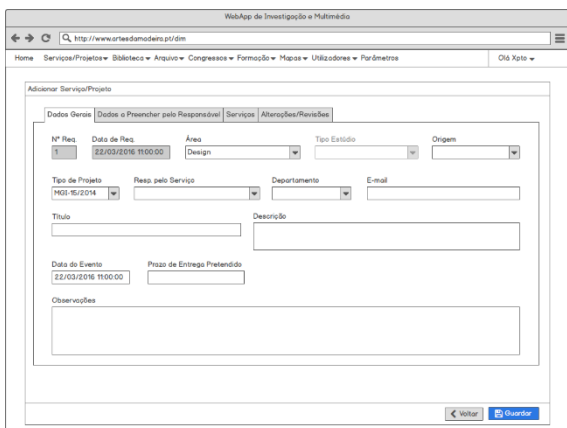 WebApp de Investigação e Multimédia
http://www.artesdamadeira.pt/dim
Home Serviços/Projetos Biblioteca Arquivo Congressos Formação Mapas Utilizadores Parâmetros Olá Xpto
Adicionar Serviço/Projeto
Dados Gerais Dados a Preencher pelo Responsável Serviços Alterações/Revisões
Nº Req. Data de Req. Área Tipo Estúdio Origem
1 22/03/2016 11:00:00 Design
Tipo de Projeto Resp. pelo Serviço Departamento E-mail
MGI-15/2014
Título Descrição
Data do Evento Prazo de Entrega Pretendido
22/03/2016 11:00:00
Observações
Voltar Guardar